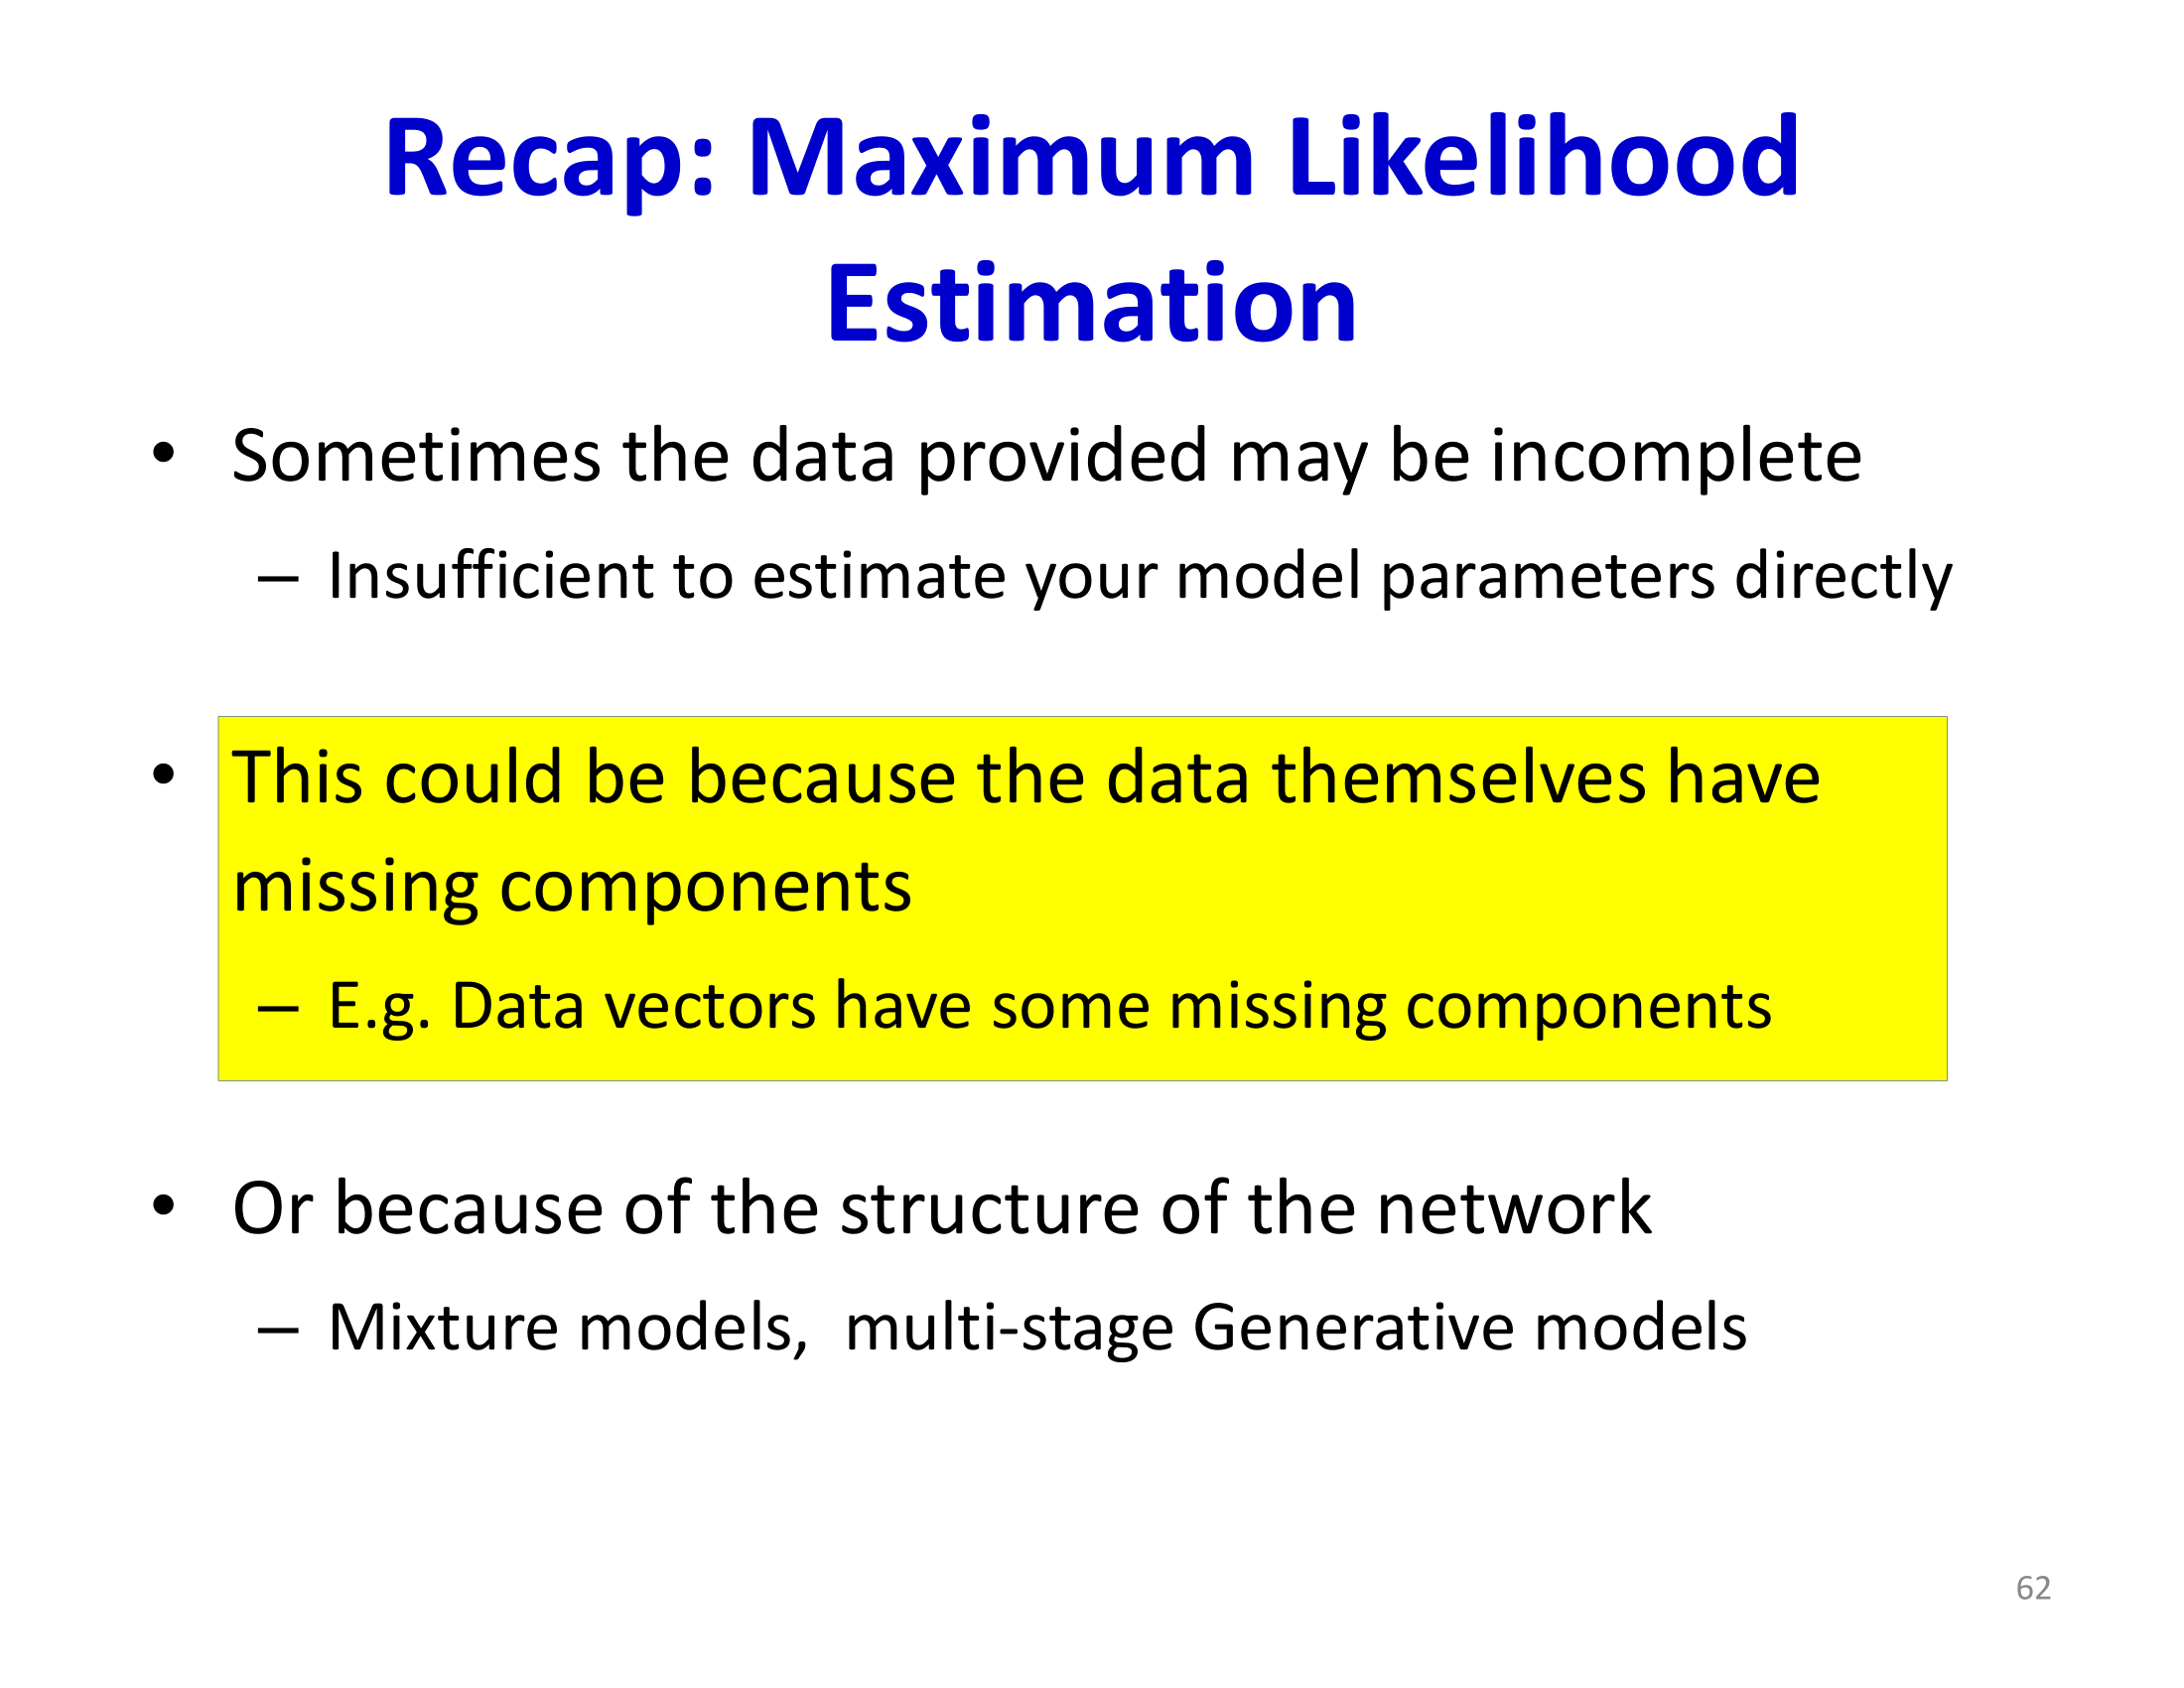 Recap: Maximum Likelihood
Estimation
• Sometimes the data provided may be incomplete
– Insufficient to estimate your model parameters directly
• This could be because the data themselves have
missing components
– E.g. Data vectors have some missing components
• Or because of the structure of the network
– Mixture models,  multi-stage Generative models
62